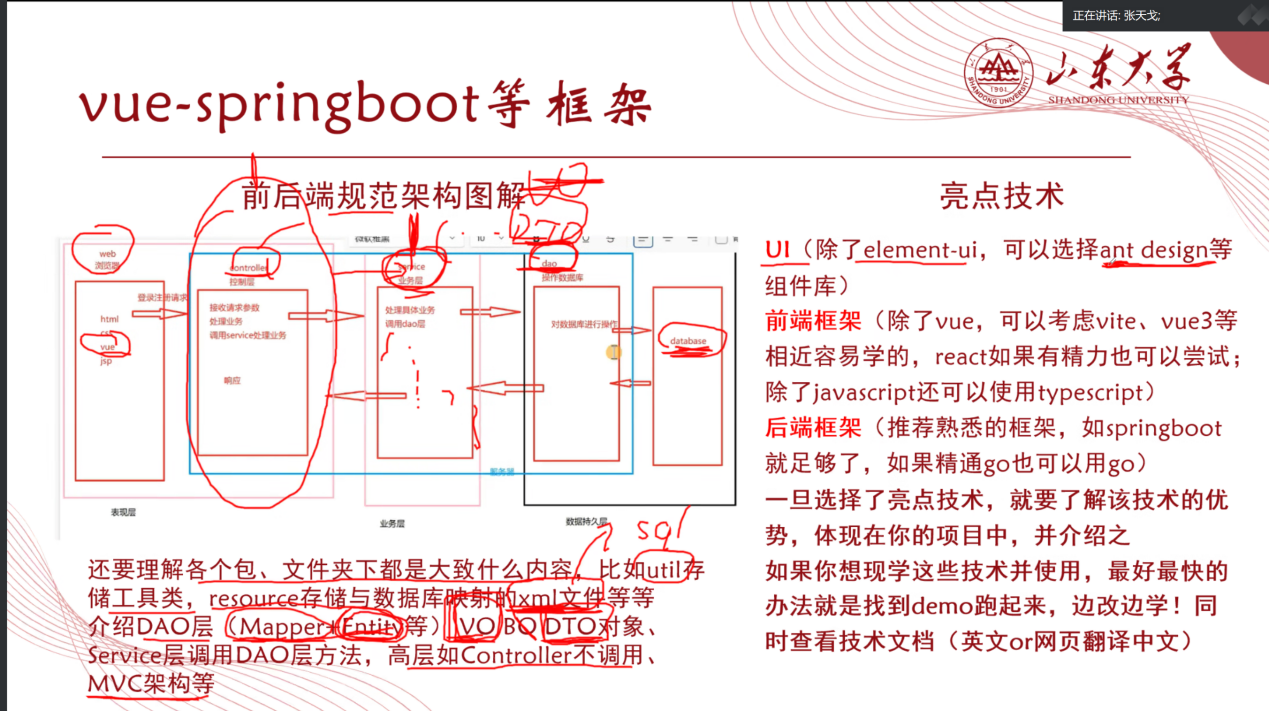 正在讲话: 张天戈;
山东大学
SHANDONG UNIVERSITY
1901
vue-springboot等框架
前后端规范架构图解
DTO
web
浏览器
controller
控制层
service
业务层
dao
操作数据库
登录注册请求
html
css
vue
jsp
接收请求参数
处理业务
调用service处理业务
响应
处理具体业务
调用dao层
对数据库进行操作
database
服务器
表现层
业务层
数据持久层
sql
还要理解各个包、文件夹下都是大致什么内容，比如util存
储工具类，resource存储与数据库映射的xml文件等等
介绍DAO层（Mapper+Entity等）VO BO DTO对象、
Service层调用DAO层方法，高层如Controller不调用、
MVC架构等
亮点技术
UI（除了element-ui，可以选择ant design等
组件库）
前端框架（除了vue，可以考虑vite、vue3等
相近容易学的，react如果有精力也可以尝试；
除了javascript还可以使用typescript）
后端框架（推荐熟悉的框架，如springboot
就足够了，如果精通go也可以用go）
一旦选择了亮点技术，就要了解该技术的优
势，体现在你的项目中，并介绍之
如果你想现学这些技术并使用，最好最快的
办法就是找到demo跑起来，边改边学！同
时查看技术文档（英文or网页翻译中文）